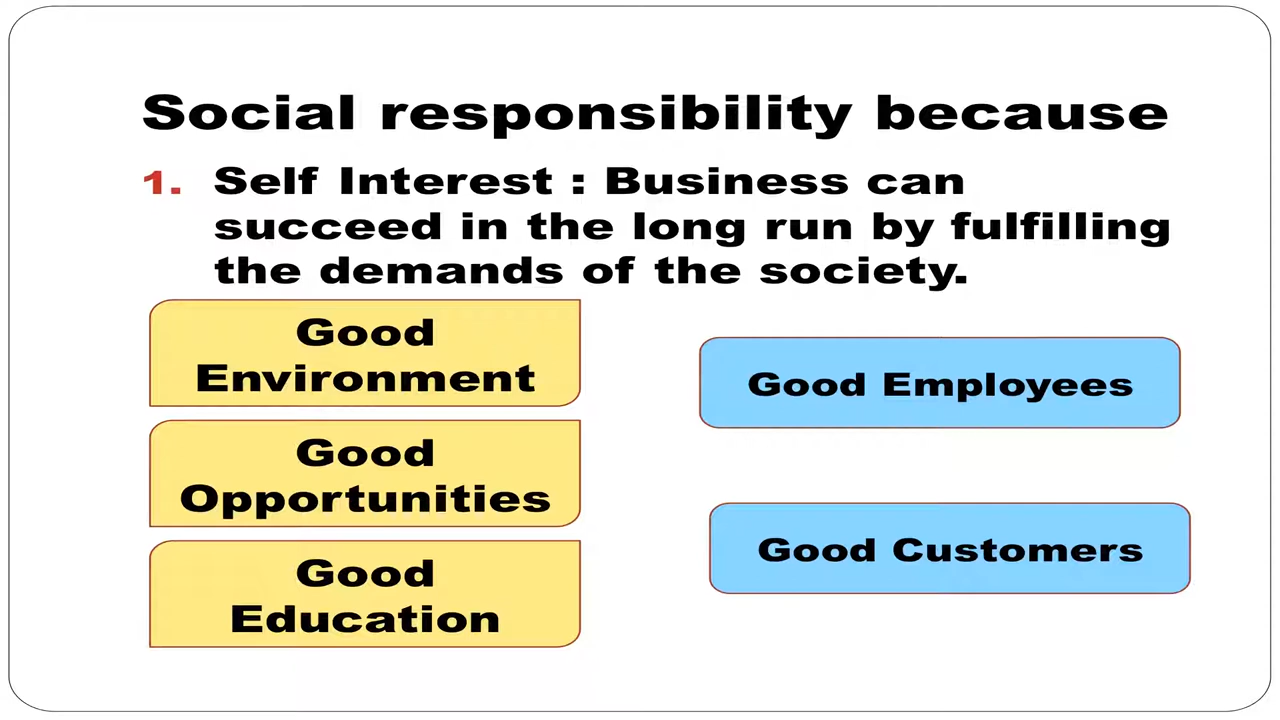 Social responsibility because
1. Self Interest : Business can
succeed in the long run by fulfilling
the demands of the society.
Good
Environment
Good
Opportunities
Good
Education
Good Employees
Good Customers